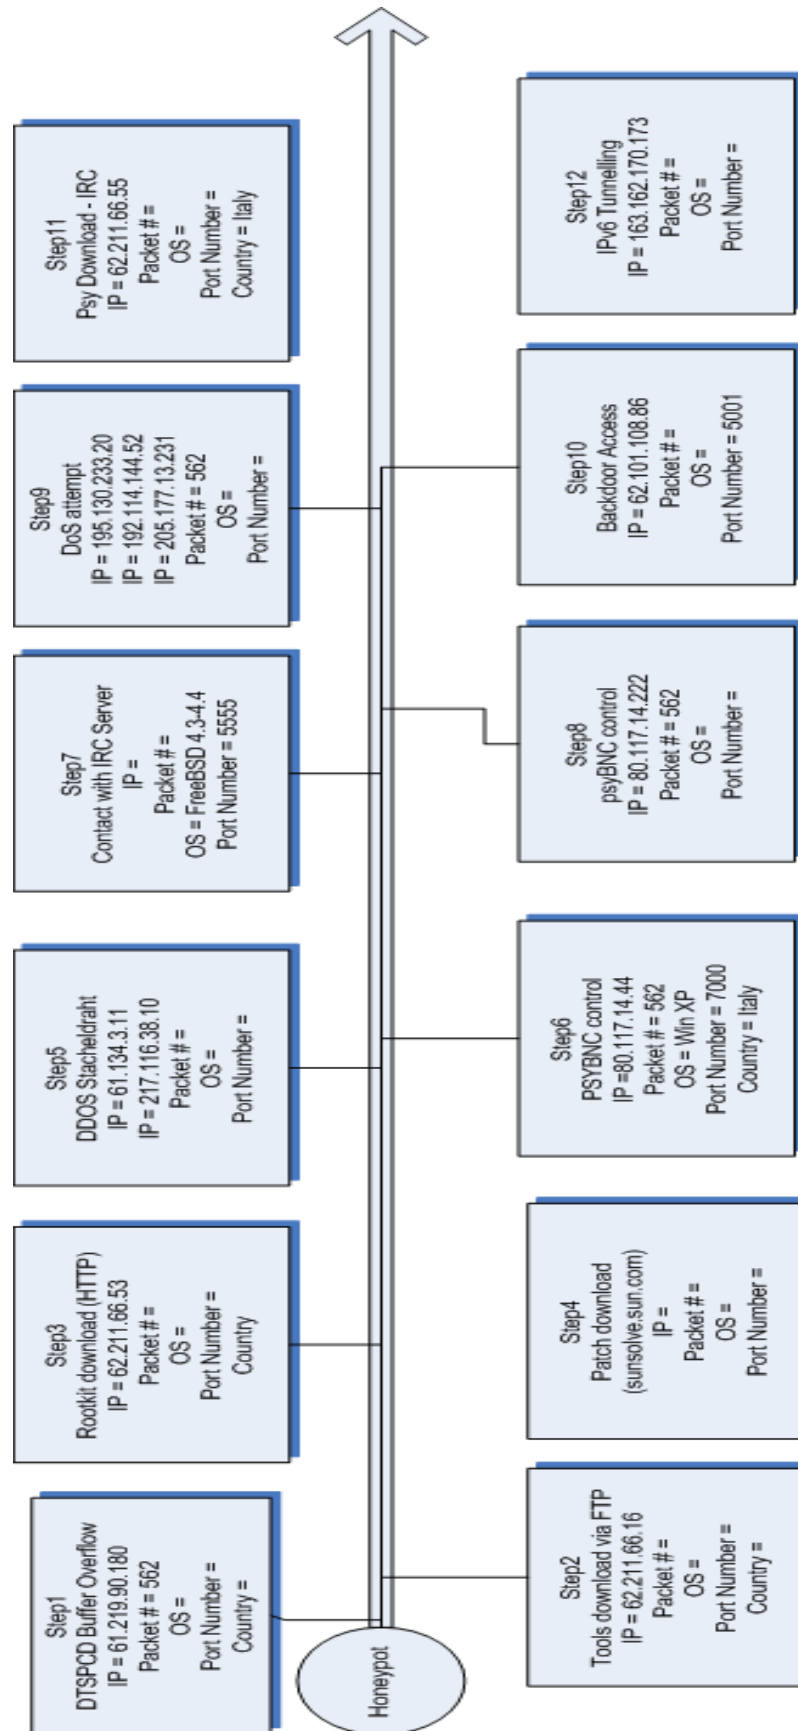 Honeypot
Step1
DTSPCD Buffer Overflow
IP = 61.219.90.180
Packet # = 562
OS =
Port Number =
Country =
Step2
Tools download via FTP
IP = 62.211.66.16
Packet # =
OS =
Port Number =
Country =
Step3
Rootkit download (HTTP)
IP = 62.211.66.53
Packet # =
OS =
Port Number =
Country
Step4
Patch download
(sunsolve.sun.com)
IP =
Packet # =
OS =
Port Number =
Step5
DDOS Stacheldraht
IP = 61.134.3.11
IP = 217.116.38.10
Packet # =
OS =
Port Number =
Step6
PSYBNC control
IP =80.117.14.44
Packet # = 562
OS = Win XP
Port Number = 7000
Country = Italy
Step7
Contact with IRC Server
IP =
Packet # =
OS = FreeBSD 4.3-4.4
Port Number = 5555
Step8
psyBNC control
IP = 80.117.14.222
Packet # = 562
OS =
Port Number =
Step9
DoS attempt
IP = 195.130.233.20
IP = 192.114.144.52
IP = 205.177.13.231
Packet # = 562
OS =
Port Number =
Step10
Backdoor Access
IP = 62.101.108.86
Packet # =
OS =
Port Number = 5001
Step11
Psy Download - IRC
IP = 62.211.66.55
Packet # =
OS =
Port Number =
Country = Italy
Step12
IPv6 Tunnelling
IP = 163.162.170.173
Packet # =
OS =
Port Number =